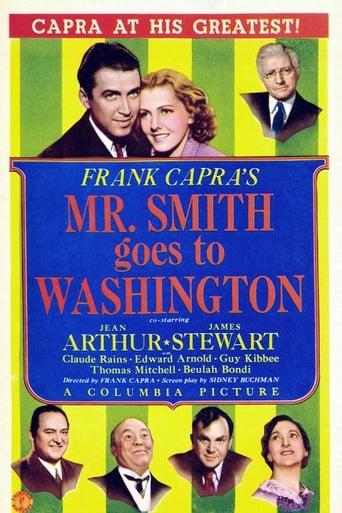 CAPRA AT HIS GREATEST!
FRANK CAPRA'S
MR. SMITH
goes to
WASHINGTON
co-starring
JEAN JAMES
ARTHUR★STEWART
with
Claude Rains • Edward Arnold • Guy Kibbee
Thomas Mitchell • Beulah Bondi
Directed by FRANK CAPRA • Screen play by SIDNEY BUCHMAN
A COLUMBIA PICTURE